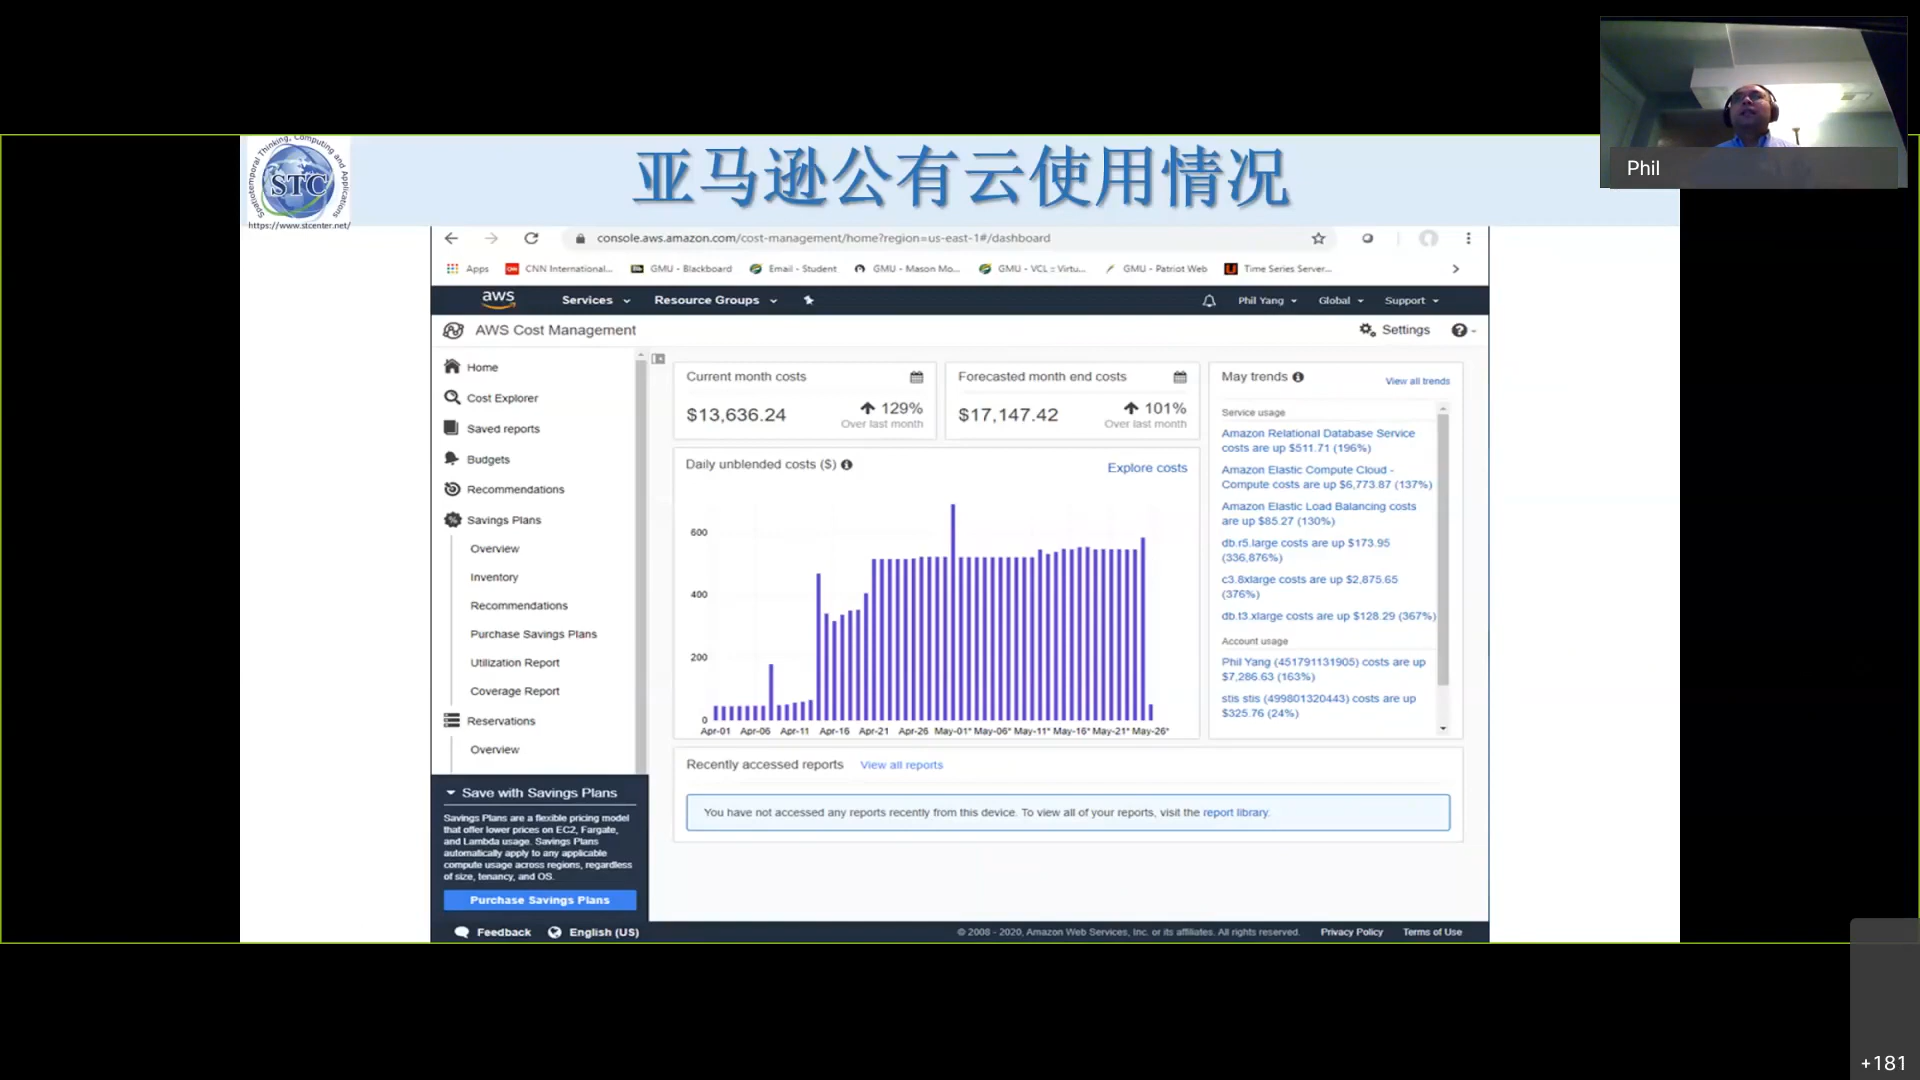 Phil
Spatiotemporal Thinking, Computing and Applications
STC
https://www.stcenter.net/
亚马逊公有云使用情况
console.aws.amazon.com/cost-management/home?region=us-east-1#/dashboard
Apps CNN International... GMU - Blackboard Email - Student GMU - Mason Mo... GMU - VCL :: Virtu... GMU - Patriot Web Time Series Server...
aws Services Resource Groups Phil Yang Global Support
AWS Cost Management Settings
Home
Cost Explorer
Saved reports
Budgets
Recommendations
Savings Plans
Overview
Inventory
Recommendations
Purchase Savings Plans
Utilization Report
Coverage Report
Reservations
Overview
Save with Savings Plans
Savings Plans are a flexible pricing model
that offer lower prices on EC2, Fargate,
and Lambda usage. Savings Plans
automatically apply to any applicable
compute usage across regions, regardless
of size, tenancy, and OS.
Purchase Savings Plans
Current month costs
$13,636.24 129%
Over last month
Forecasted month end costs
$17,147.42 101%
Over last month
Daily unblended costs ($) Explore costs
600
400
200
0
Apr-01 Apr-06 Apr-11 Apr-16 Apr-21 Apr-26 May-01* May-06* May-11* May-16* May-21* May-26*
May trends View all trends
Service usage
Amazon Relational Database Service
costs are up $511.71 (196%)
Amazon Elastic Compute Cloud -
Compute costs are up $6,773.87 (137%)
Amazon Elastic Load Balancing costs
are up $85.27 (130%)
db.r5.large costs are up $173.95
(336,876%)
c3.8xlarge costs are up $2,875.65
(376%)
db.t3.xlarge costs are up $128.29 (367%)
Account usage
Phil Yang (451791131905) costs are up
$7,286.63 (163%)
stis stis (499801320443) costs are up
$325.76 (24%)
Recently accessed reports View all reports
You have not accessed any reports recently from this device. To view all of your reports, visit the report library.
Feedback English (US) © 2008 - 2020, Amazon Web Services, Inc. or its affiliates. All rights reserved. Privacy Policy Terms of Use
+181